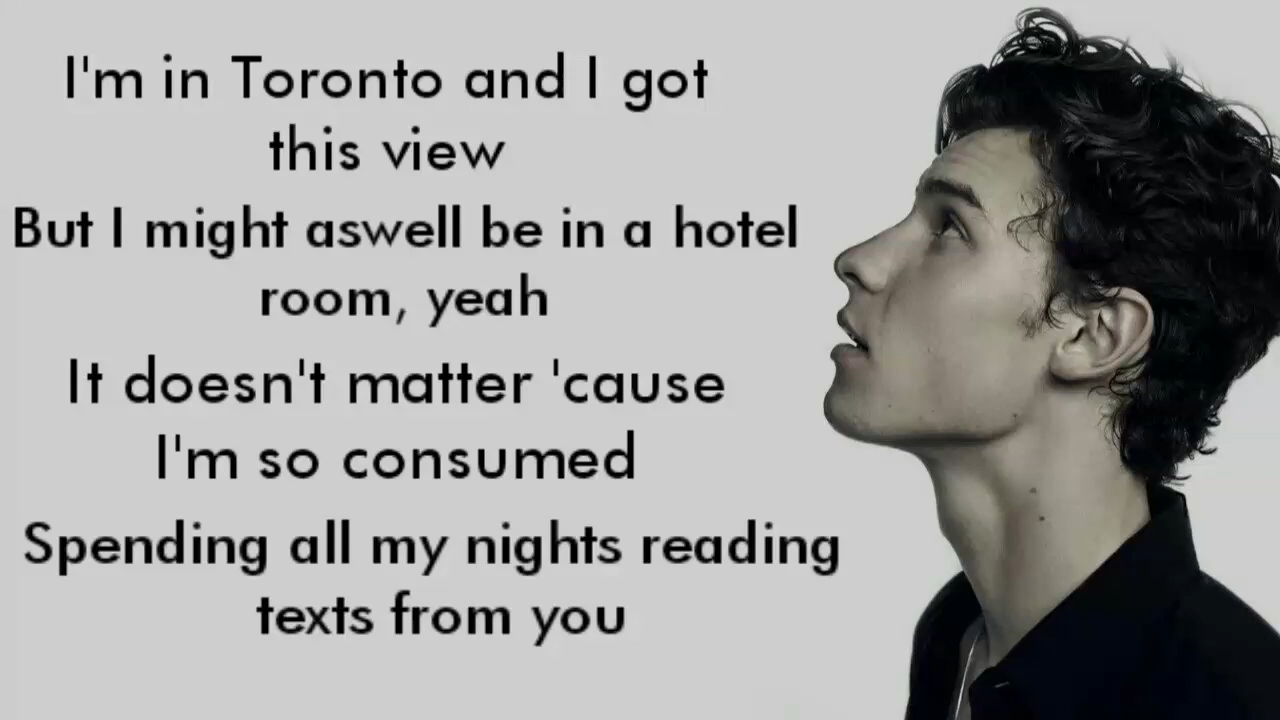 I'm in Toronto and I got
this view
But I might aswell be in a hotel
room, yeah
It doesn't matter 'cause
I'm so consumed
Spending all my nights reading
texts from you